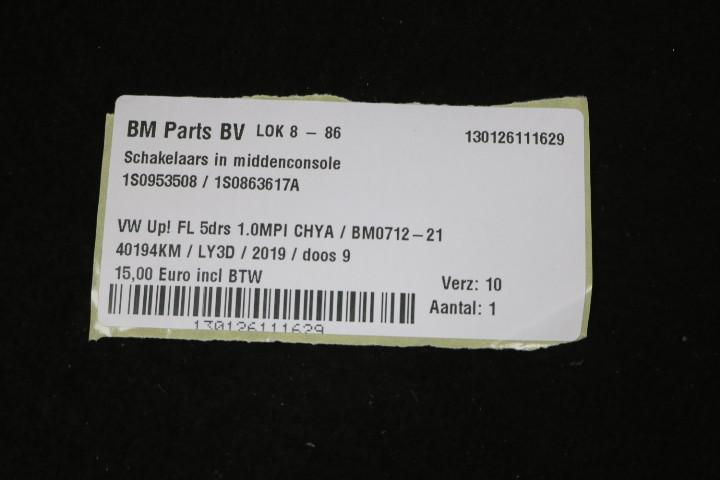 BM Parts BV LOK 8 - 86 130126111629
Schakelaars in middenconsole
1S0953508 / 1S0863617A
VW Up! FL 5drs 1.0MPI CHYA / BM0712-21
40194KM / LY3D / 2019 / doos 9
15,00 Euro incl BTW
Verz: 10
Aantal: 1
130126111629